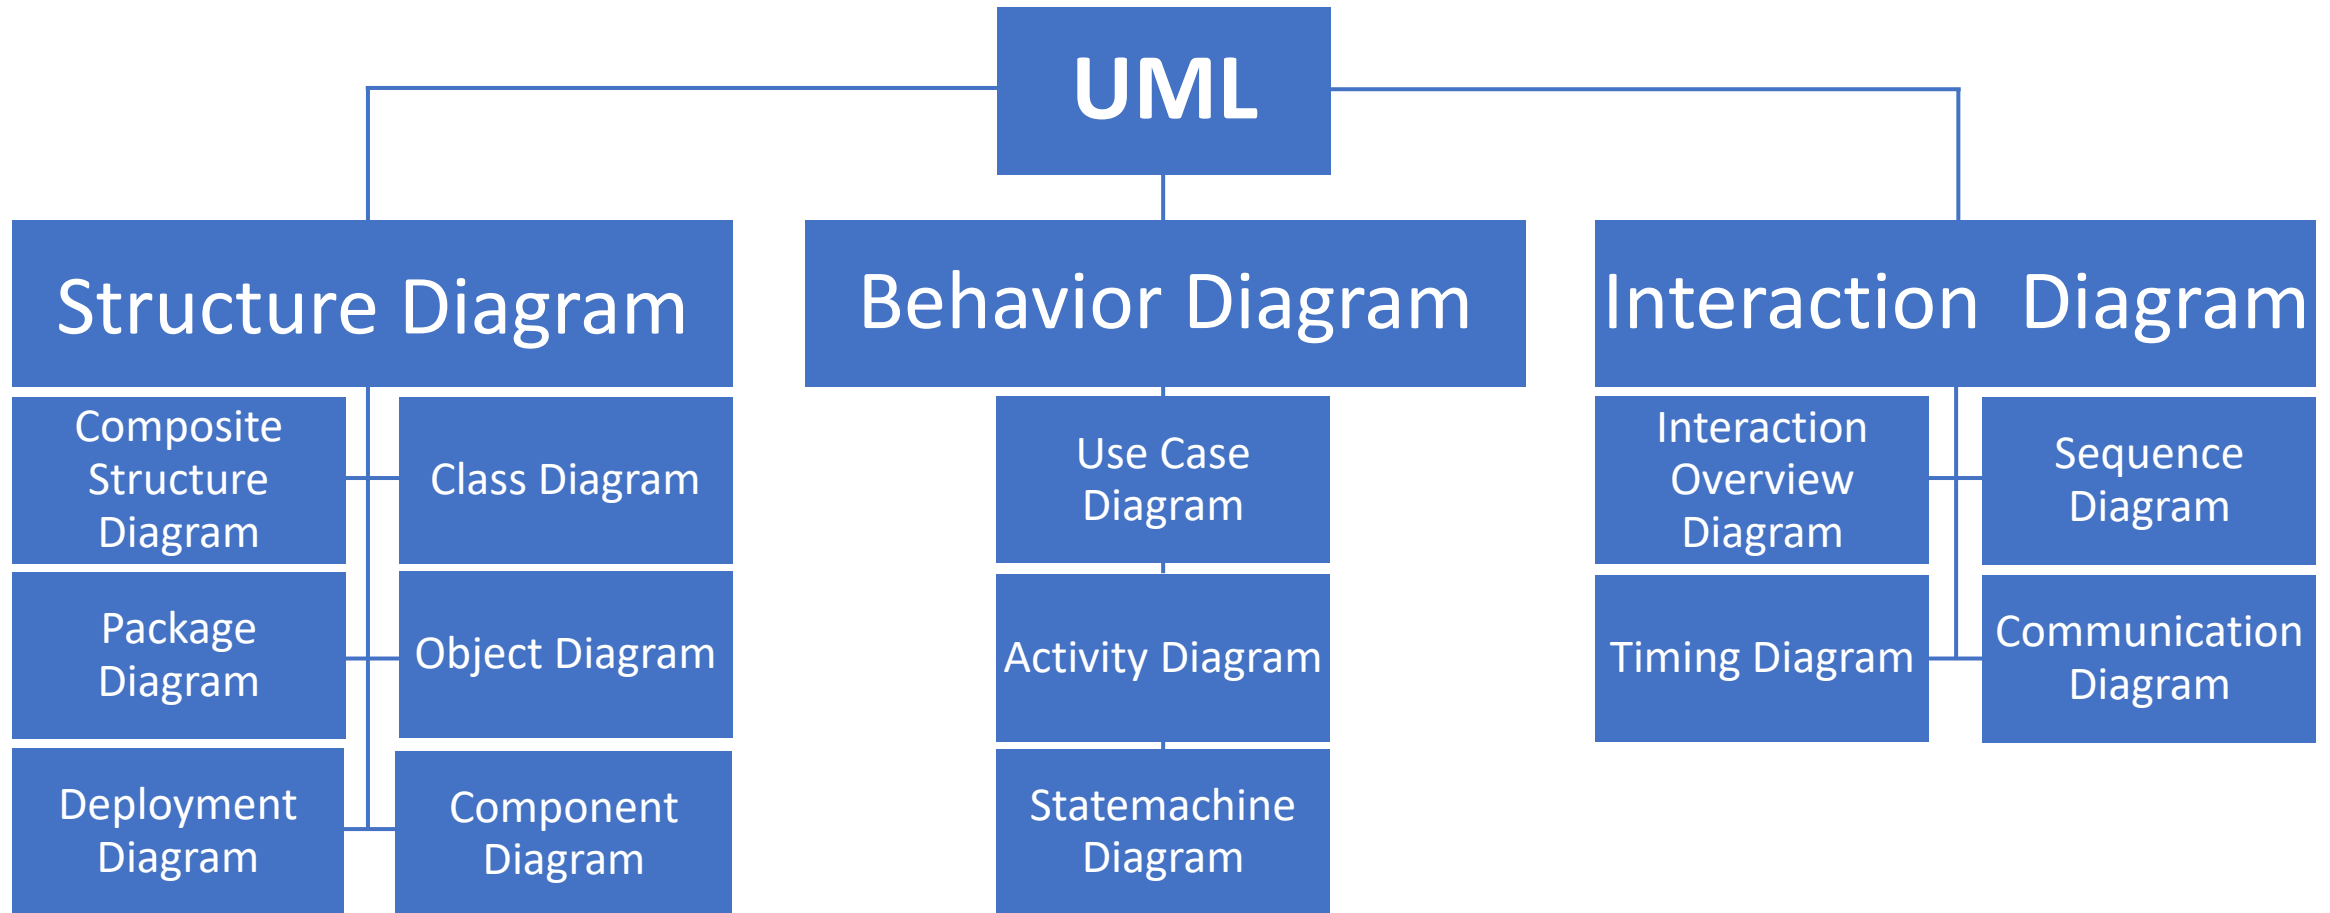 UML
Structure Diagram
Behavior Diagram
Interaction  Diagram
Composite
Structure
Diagram
Class Diagram
Package
Diagram
Object Diagram
Deployment
Diagram
Component
Diagram
Use Case
Diagram
Activity Diagram
Statemachine
Diagram
Interaction
Overview
Diagram
Sequence
Diagram
Timing Diagram
Communication
Diagram